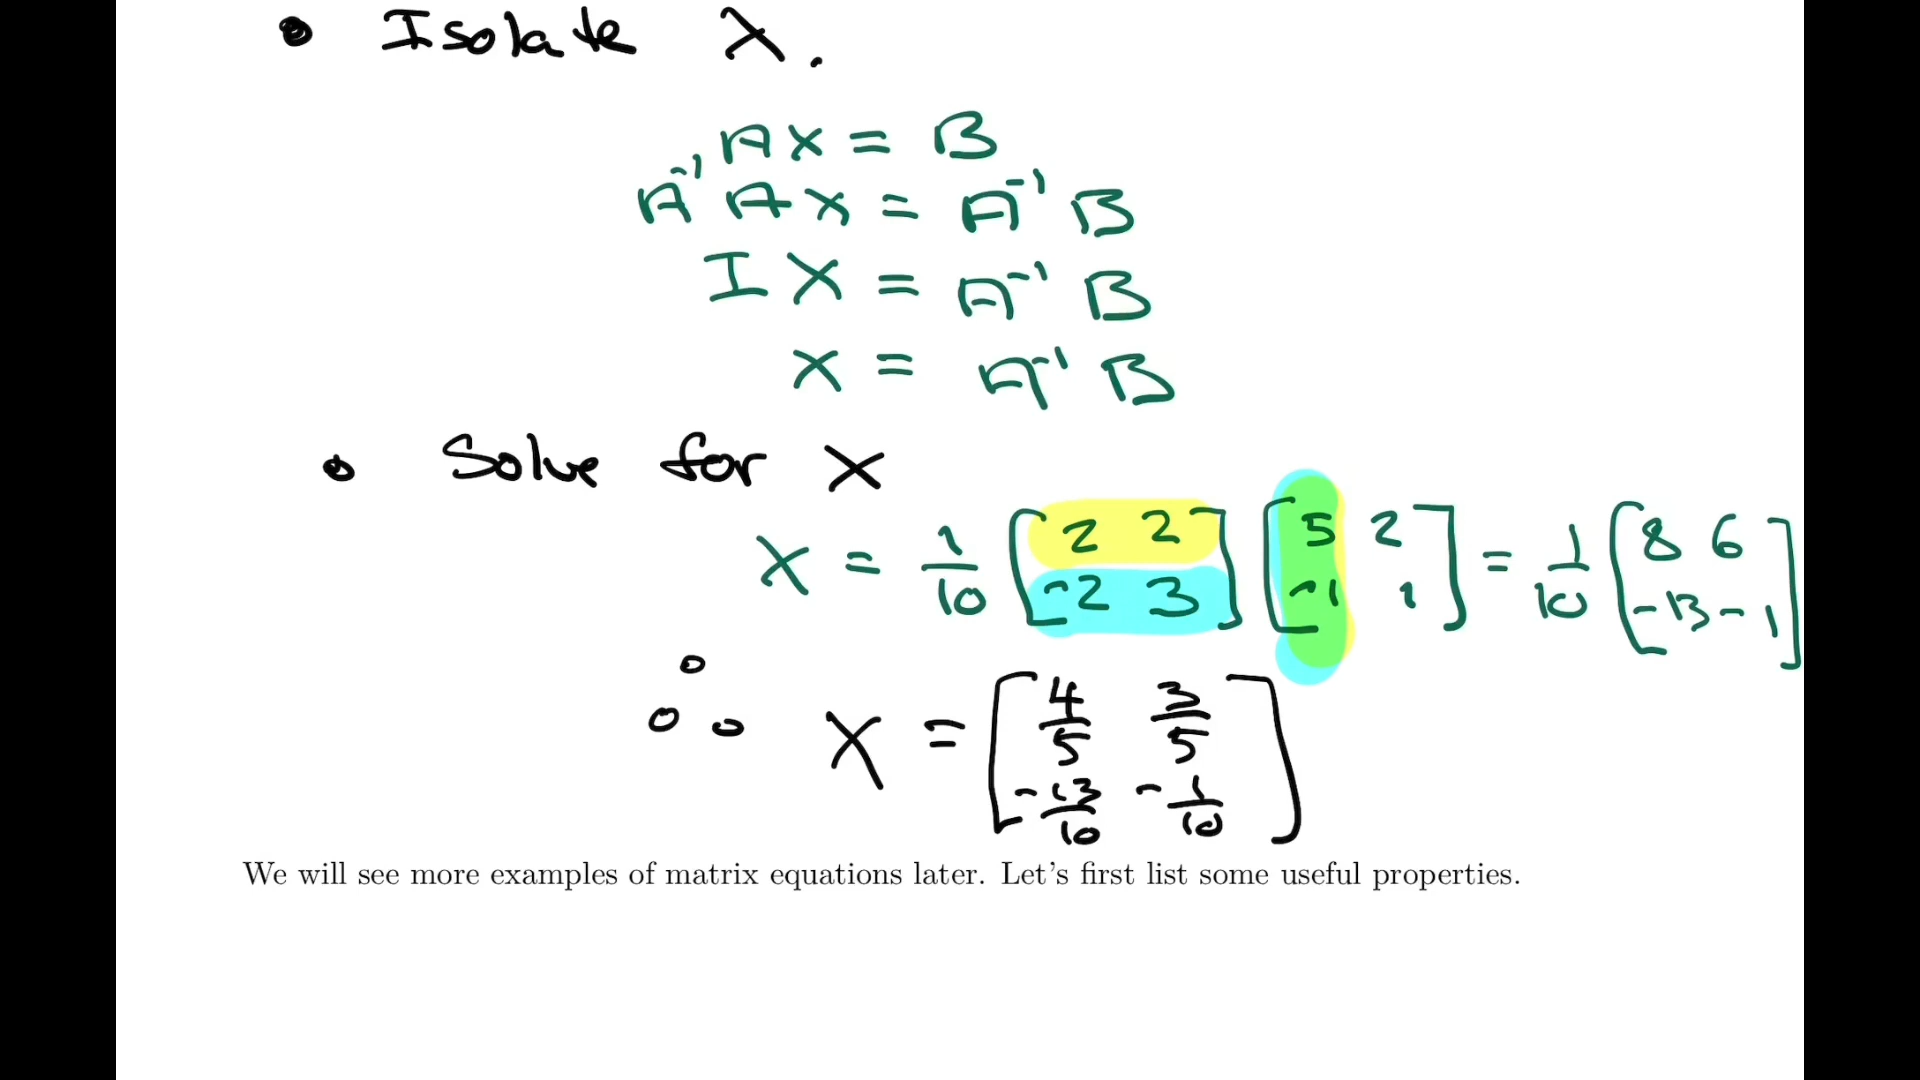 • Isolate X.
AX = B
A⁻¹AX = A⁻¹B
IX = A⁻¹B
X = A⁻¹B
• Solve for X
X = 1/10 [2 2; -2 3] [5 2; -1 1] = 1/10 [8 6; -13 -1]
∴ X = [4/5 3/5; -13/10 -1/10]
We will see more examples of matrix equations later. Let's first list some useful properties.